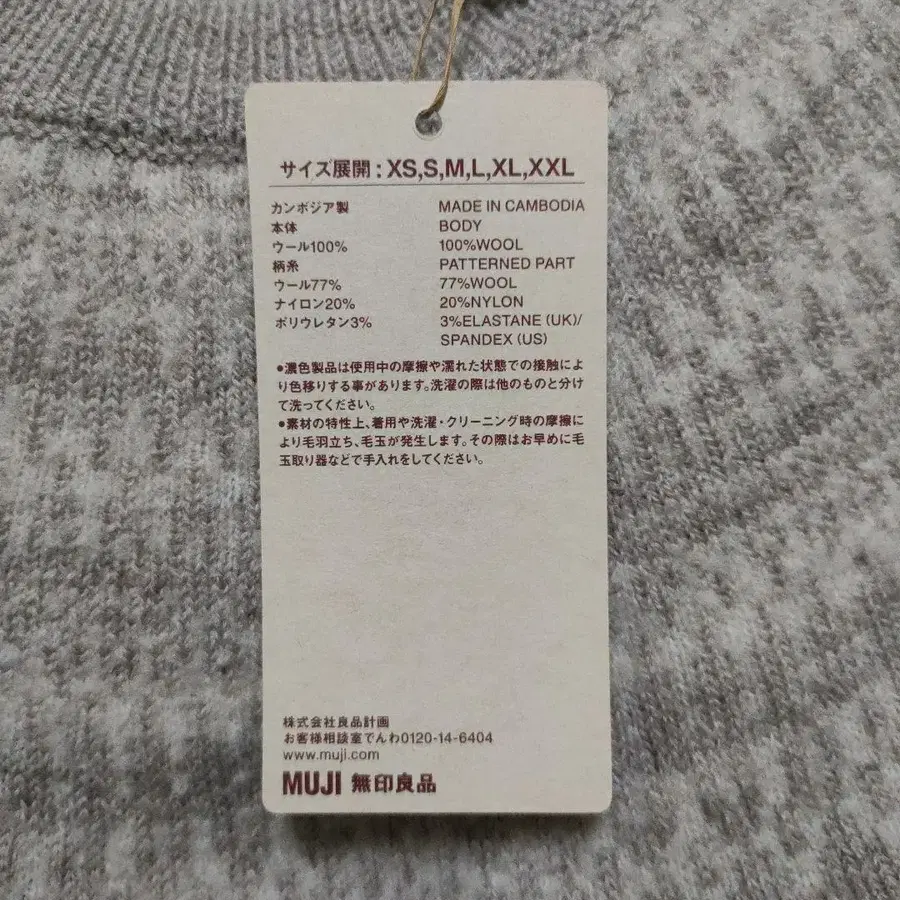 サイズ展開 : XS,S,M,L,XL,XXL
カンボジア製 MADE IN CAMBODIA
本体 BODY
ウール100% 100%WOOL
柄糸 PATTERNED PART
ウール77% 77%WOOL
ナイロン20% 20%NYLON
ポリウレタン3% 3%ELASTANE (UK)/
SPANDEX (US)
●濃色製品は使用中の摩擦や濡れた状態での接触によ
り色移りする事があります。洗濯の際は他のものと分け
て洗ってください。
●素材の特性上、着用や洗濯・クリーニング時の摩擦に
より毛羽立ち、毛玉が発生します。その際はお早めに毛
玉取り器などで手入れをしてください。
株式会社良品計画
お客様相談室でんわ0120-14-6404
www.muji.com
MUJI 無印良品